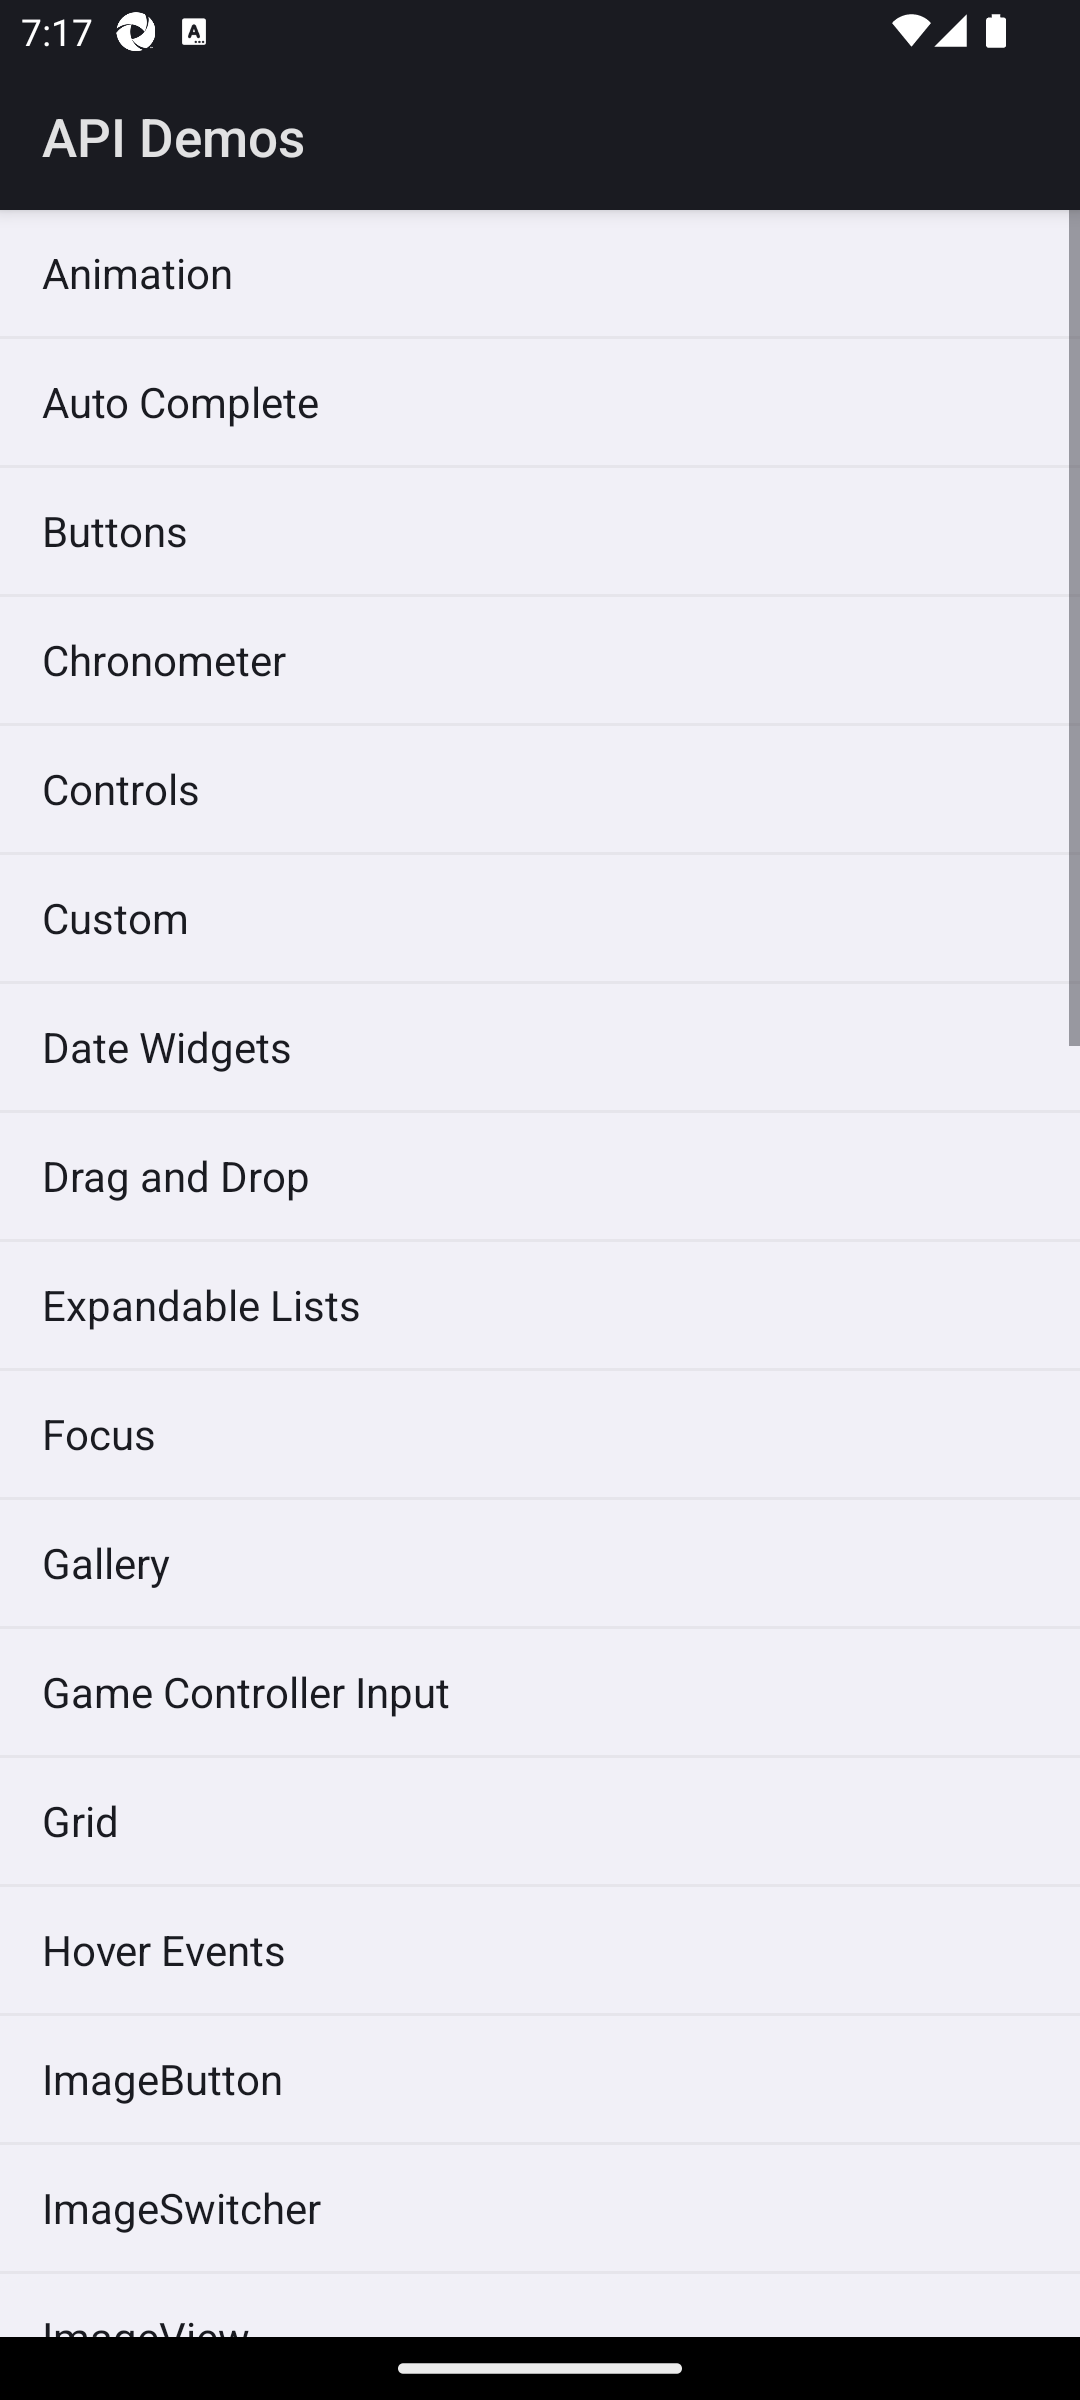 7:17
API Demos
Animation
Auto Complete
Buttons
Chronometer
Controls
Custom
Date Widgets
Drag and Drop
Expandable Lists
Focus
Gallery
Game Controller Input
Grid
Hover Events
ImageButton
ImageSwitcher
ImageView